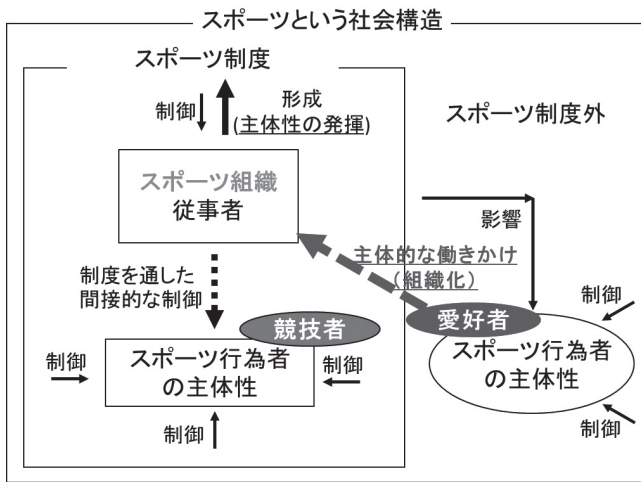 スポーツという社会構造
スポーツ制度
制御
形成
(主体性の発揮)
スポーツ制度外
スポーツ組織
従事者
影響
主体的な働きかけ
（組織化）
制度を通した
間接的な制御
競技者
愛好者
制御
スポーツ行為者
の主体性
制御
制御
制御
スポーツ行為者
の主体性
制御